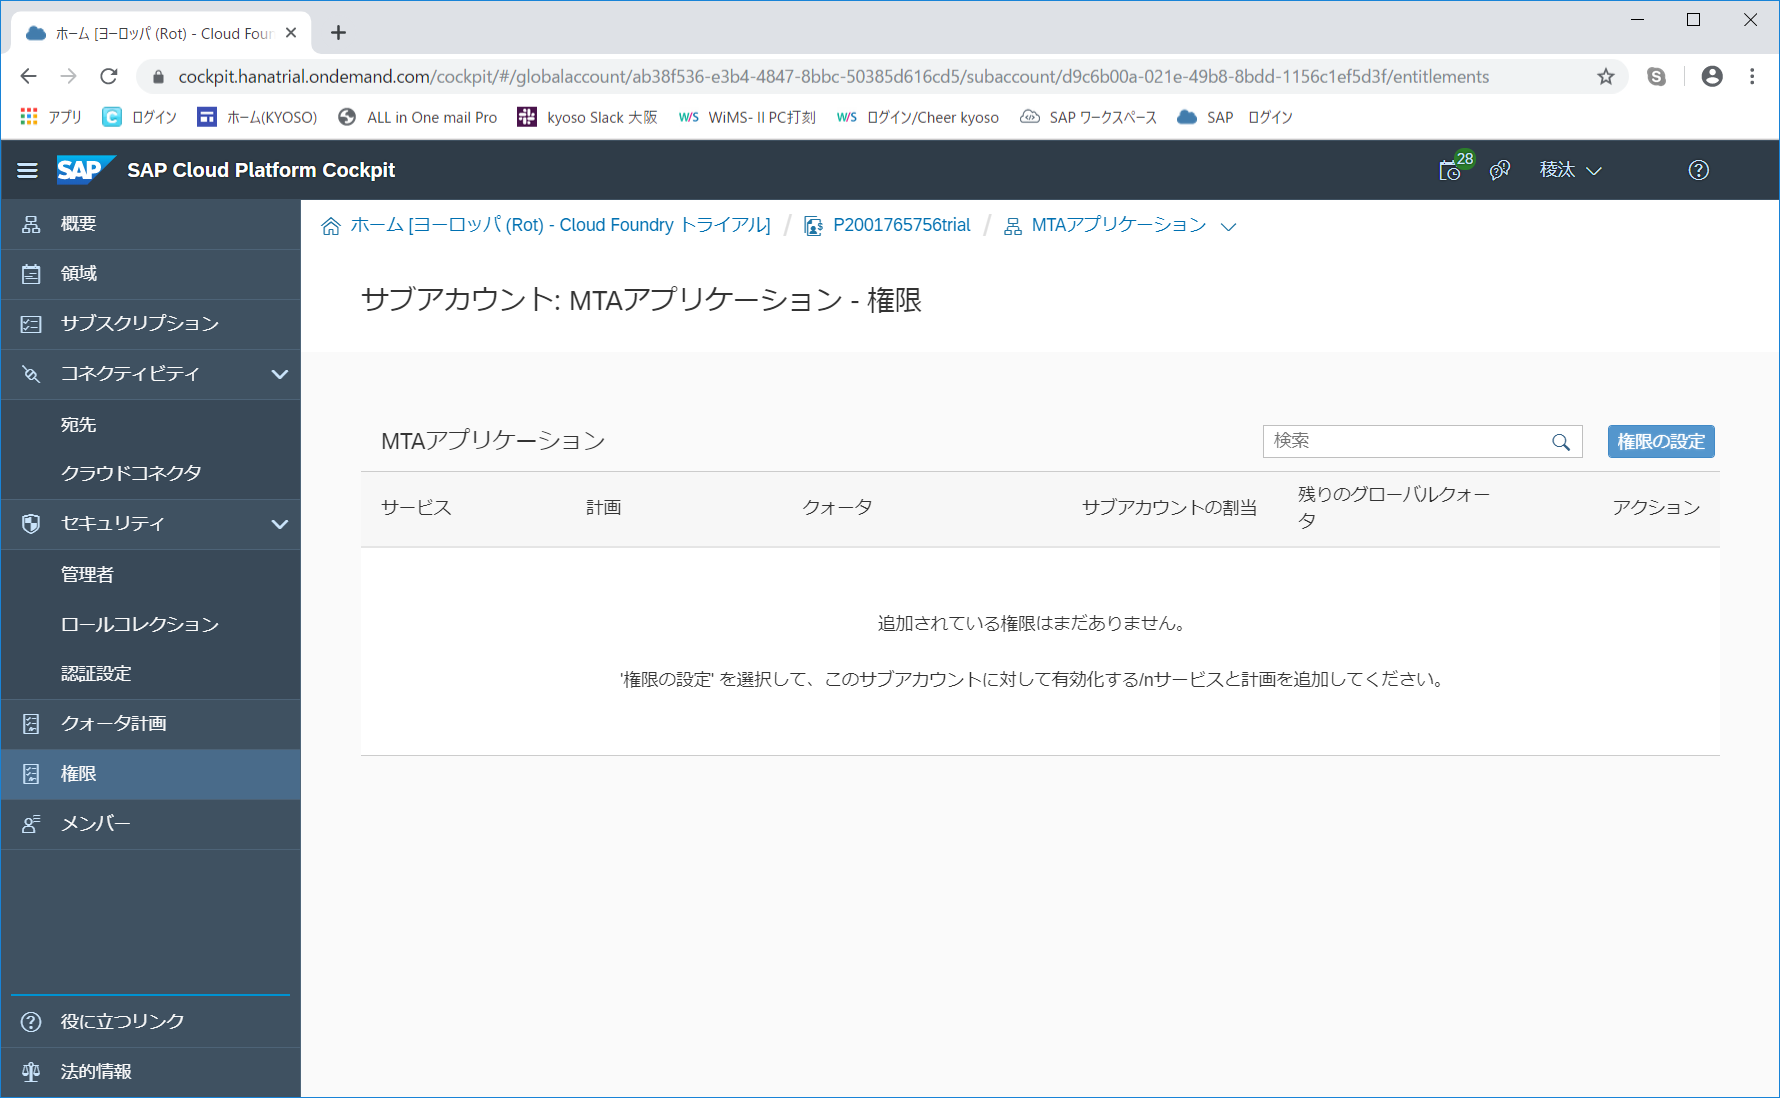 ホーム [ヨーロッパ (Rot) - Cloud Foun
cockpit.hanatrial.ondemand.com/cockpit/#/globalaccount/ab38f536-e3b4-4847-8bbc-50385d616cd5/subaccount/d9c6b00a-021e-49b8-8bdd-1156c1ef5d3f/entitlements
アプリ C ログイン ホーム(KYOSO) ALL in One mail Pro kyoso Slack 大阪 W/S WiMS-ⅡPC打刻 W/S ログイン/Cheer kyoso SAP ワークスペース SAP ログイン
SAP SAP Cloud Platform Cockpit 28 稜汰
概要
領域
サブスクリプション
コネクティビティ
宛先
クラウドコネクタ
セキュリティ
管理者
ロールコレクション
認証設定
クォータ計画
権限
メンバー
役に立つリンク
法的情報
ホーム [ヨーロッパ (Rot) - Cloud Foundry トライアル] / P2001765756trial / MTAアプリケーション
サブアカウント: MTAアプリケーション - 権限
MTAアプリケーション 検索 権限の設定
サービス 計画 クォータ サブアカウントの割当 残りのグローバルクォー
タ アクション
追加されている権限はまだありません。
'権限の設定' を選択して、このサブアカウントに対して有効化する/nサービスと計画を追加してください。